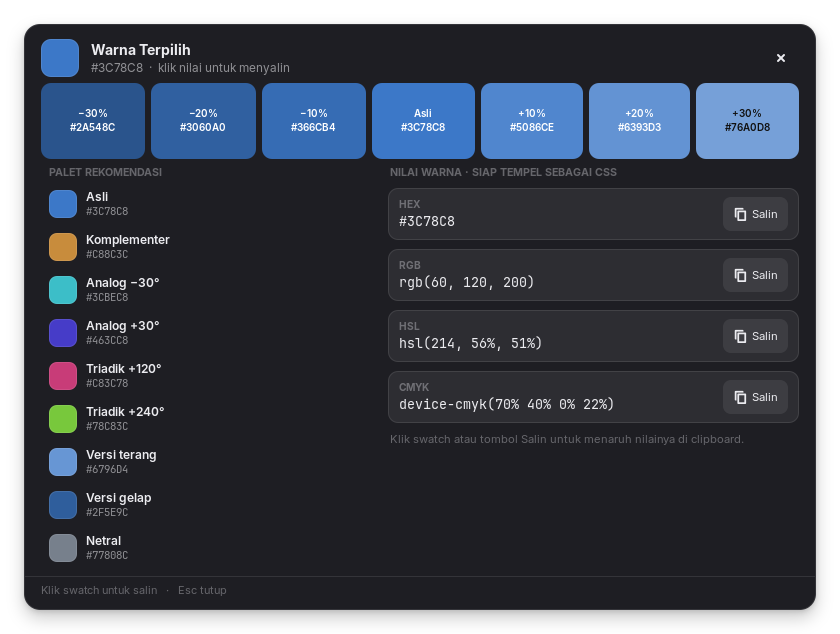 Warna Terpilih
#3C78C8 · klik nilai untuk menyalin
−30%
#2A548C
−20%
#3060A0
−10%
#366CB4
Asli
#3C78C8
+10%
#5086CE
+20%
#6393D3
+30%
#76A0D8
PALET REKOMENDASI
Asli
#3C78C8
Komplementer
#C88C3C
Analog −30°
#3CBEC8
Analog +30°
#463CC8
Triadik +120°
#C83C78
Triadik +240°
#78C83C
Versi terang
#6796D4
Versi gelap
#2F5E9C
Netral
#77808C
NILAI WARNA · SIAP TEMPEL SEBAGAI CSS
HEX
#3C78C8
Salin
RGB
rgb(60, 120, 200)
Salin
HSL
hsl(214, 56%, 51%)
Salin
CMYK
device-cmyk(70% 40% 0% 22%)
Salin
Klik swatch atau tombol Salin untuk menaruh nilainya di clipboard.
Klik swatch untuk salin · Esc tutup